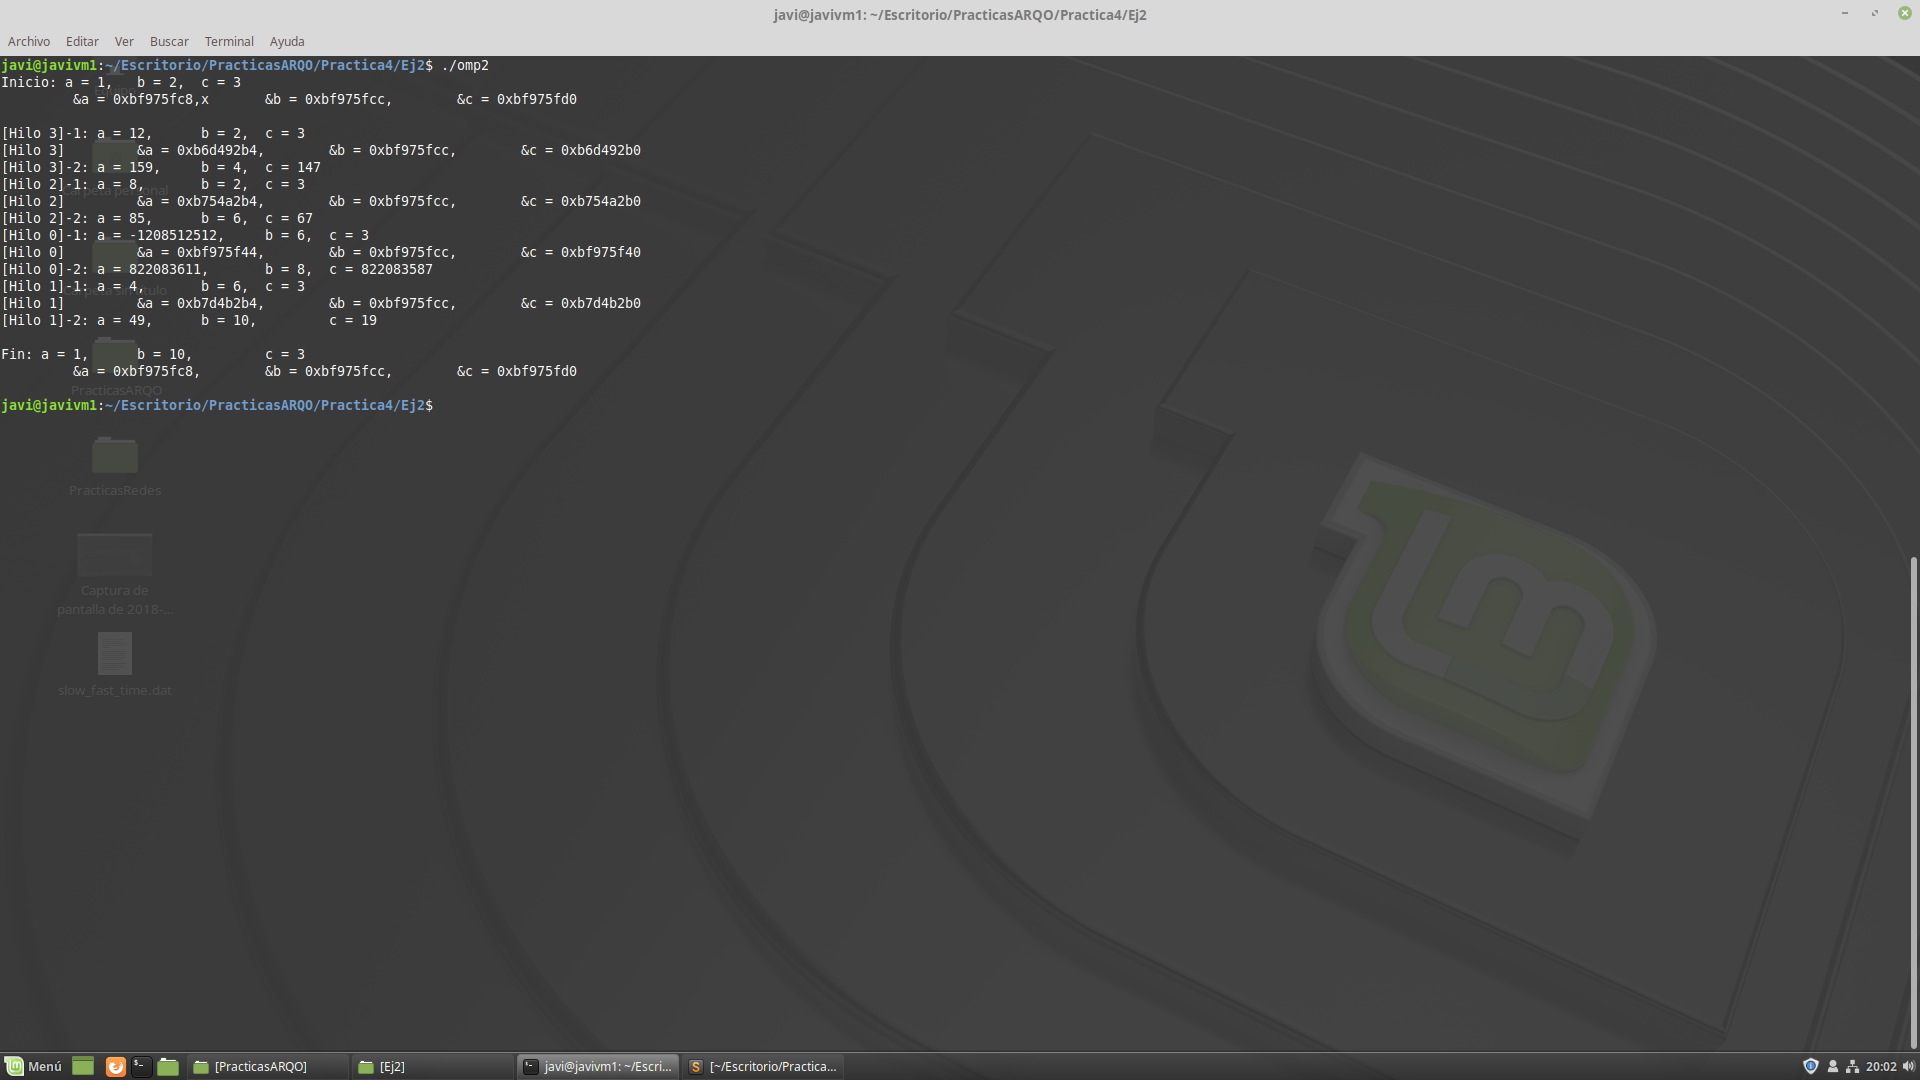 javi@javivm1: ~/Escritorio/PracticasARQO/Practica4/Ej2
Archivo Editar Ver Buscar Terminal Ayuda
javi@javivm1:~/Escritorio/PracticasARQO/Practica4/Ej2$ ./omp2
Inicio: a = 1, b = 2, c = 3
&a = 0xbf975fc8,x &b = 0xbf975fcc, &c = 0xbf975fd0
[Hilo 3]-1: a = 12, b = 2, c = 3
[Hilo 3] &a = 0xb6d492b4, &b = 0xbf975fcc, &c = 0xb6d492b0
[Hilo 3]-2: a = 159, b = 4, c = 147
[Hilo 2]-1: a = 8, b = 2, c = 3
[Hilo 2] &a = 0xb754a2b4, &b = 0xbf975fcc, &c = 0xb754a2b0
[Hilo 2]-2: a = 85, b = 6, c = 67
[Hilo 0]-1: a = -1208512512, b = 6, c = 3
[Hilo 0] &a = 0xbf975f44, &b = 0xbf975fcc, &c = 0xbf975f40
[Hilo 0]-2: a = 822083611, b = 8, c = 822083587
[Hilo 1]-1: a = 4, b = 6, c = 3
[Hilo 1] &a = 0xb7d4b2b4, &b = 0xbf975fcc, &c = 0xb7d4b2b0
[Hilo 1]-2: a = 49, b = 10, c = 19
Fin: a = 1, b = 10, c = 3
&a = 0xbf975fc8, &b = 0xbf975fcc, &c = 0xbf975fd0
javi@javivm1:~/Escritorio/PracticasARQO/Practica4/Ej2$
Carpeta personal
PracticasARQO
PracticasRedes
Captura de
pantalla de 2018-...
slow_fast_time.dat
Menú [PracticasARQO] [Ej2] javi@javivm1: ~/Escri... [~/Escritorio/Practica... 20:02